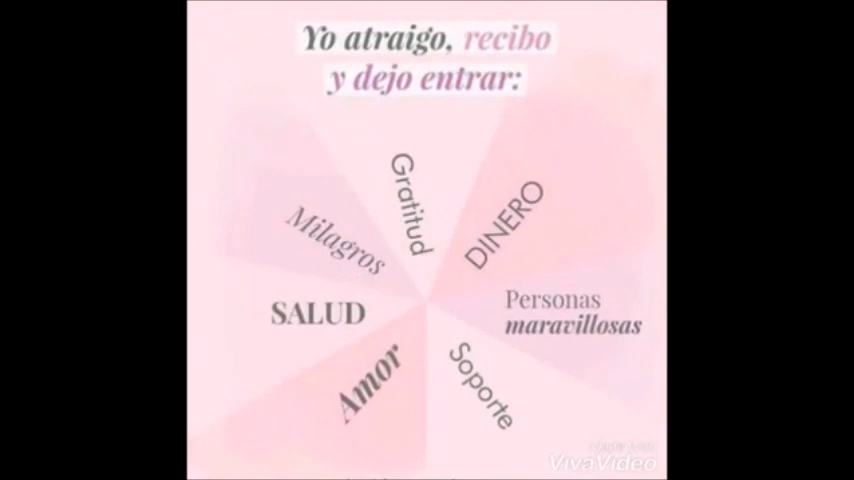 Yo atraigo, recibo
y dejo entrar:
Gratitud
DINERO
Milagros
Personas
maravillosas
SALUD
Amor
Soporte
VivaVideo